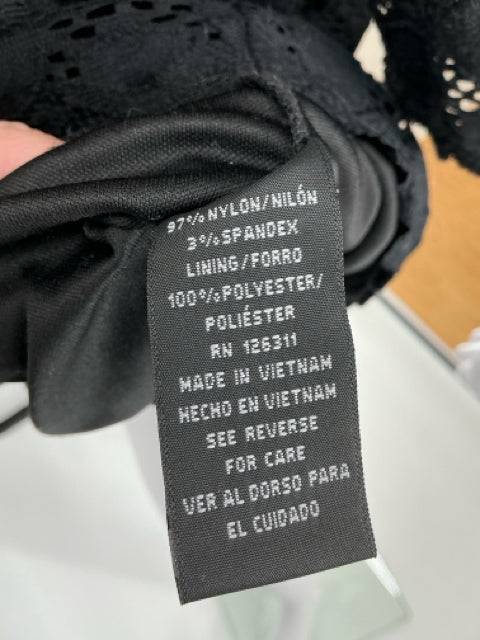 97% NYLON/NILÓN
3% SPANDEX
LINING/FORRO
100% POLYESTER/
POLIÉSTER
RN 126311
MADE IN VIETNAM
HECHO EN VIETNAM
SEE REVERSE
FOR CARE
VER AL DORSO PARA
EL CUIDADO